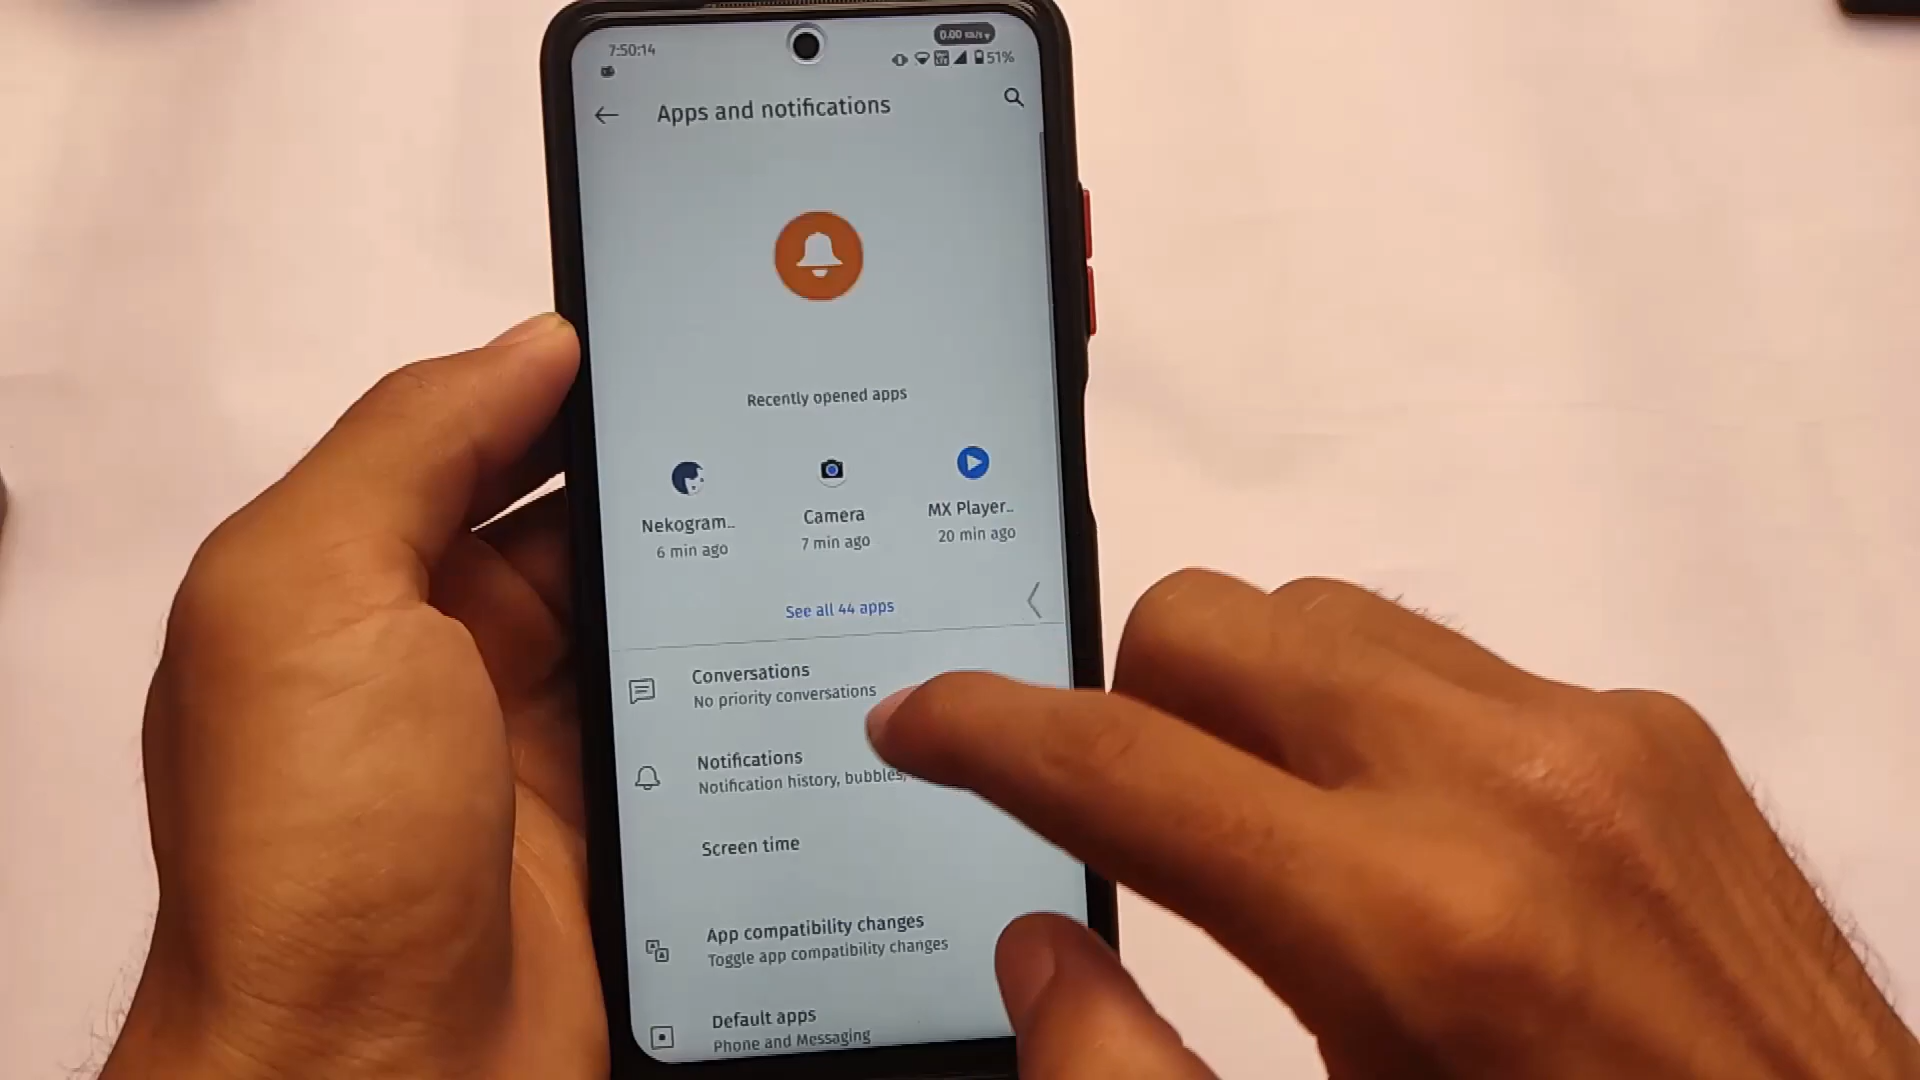 7:50:14
0.00
51%
Apps and notifications
Recently opened apps
Nekogram..
6 min ago
Camera
7 min ago
MX Player..
20 min ago
See all 44 apps
Conversations
No priority conversations
Notifications
Notification history, bubbles,
Screen time
App compatibility changes
Toggle app compatibility changes
Default apps
Phone and Messaging